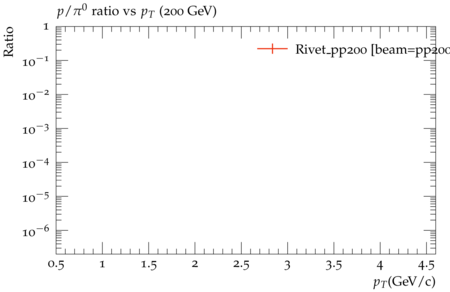 p/π⁰ ratio vs p_T (200 GeV)
Ratio
1
10⁻¹
10⁻²
10⁻³
10⁻⁴
10⁻⁵
10⁻⁶
Rivet_pp200 [beam=pp200
0.5 1 1.5 2 2.5 3 3.5 4 4.5
p_T(GeV/c)